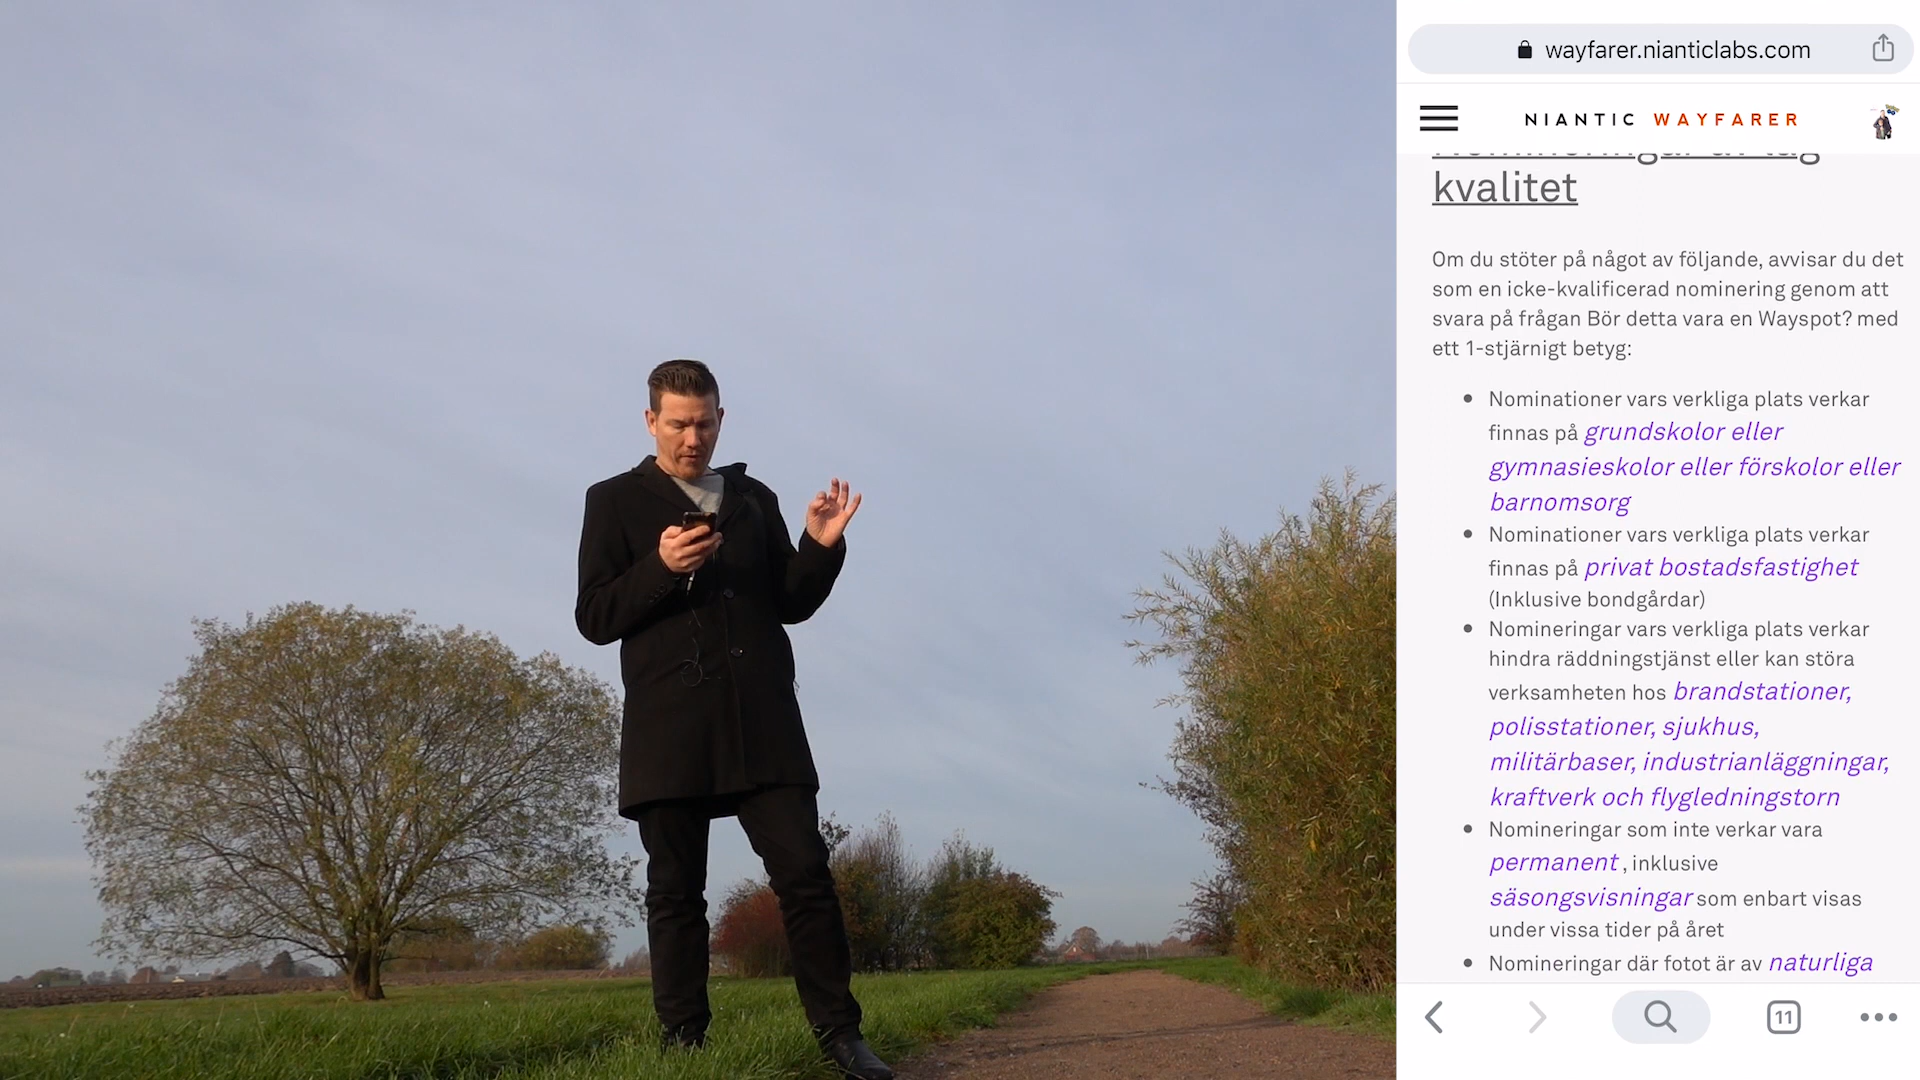 wayfarer.nianticlabs.com
NIANTIC WAYFARER
Nomineringar av låg
kvalitet
Om du stöter på något av följande, avvisar du det
som en icke-kvalificerad nominering genom att
svara på frågan Bör detta vara en Wayspot? med
ett 1-stjärnigt betyg:
Nominationer vars verkliga plats verkar
finnas på grundskolor eller
gymnasieskolor eller förskolor eller
barnomsorg
Nominationer vars verkliga plats verkar
finnas på privat bostadsfastighet
(Inklusive bondgårdar)
Nomineringar vars verkliga plats verkar
hindra räddningstjänst eller kan störa
verksamheten hos brandstationer,
polisstationer, sjukhus,
militärbaser, industrianläggningar,
kraftverk och flygledningstorn
Nomineringar som inte verkar vara
permanent , inklusive
säsongsvisningar som enbart visas
under vissa tider på året
Nomineringar där fotot är av naturliga
11